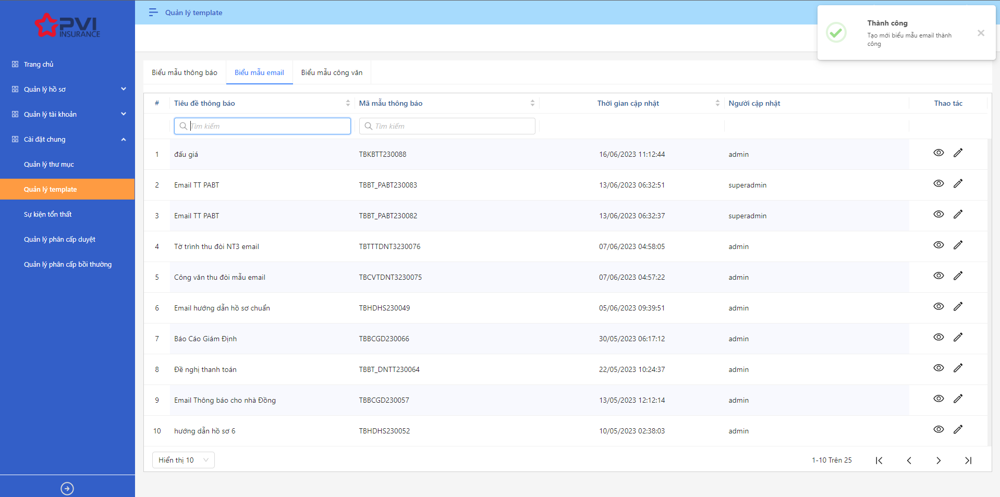 PVI
INSURANCE
Trang chủ
Quản lý hồ sơ
Quản lý tài khoản
Cài đặt chung
Quản lý thư mục
Quản lý template
Sự kiện tổn thất
Quản lý phân cấp duyệt
Quản lý phân cấp bồi thường
Quản lý template
Thành công
Tạo mới biểu mẫu email thành
công
Biểu mẫu thông báo Biểu mẫu email Biểu mẫu công văn
# Tiêu đề thông báo Mã mẫu thông báo Thời gian cập nhật Người cập nhật Thao tác
Tìm kiếm Tìm kiếm
1 đấu giá TBKBTT230088 16/06/2023 11:12:44 admin
2 Email TT PABT TBBT_PABT230083 13/06/2023 06:32:51 superadmin
3 Email TT PABT TBBT_PABT230082 13/06/2023 06:32:37 superadmin
4 Tờ trình thu đòi NT3 email TBTTTDNT3230076 07/06/2023 04:58:05 admin
5 Công văn thu đòi mẫu email TBCVTDNT3230075 07/06/2023 04:57:22 admin
6 Email hướng dẫn hồ sơ chuẩn TBHDHS230049 05/06/2023 09:39:51 admin
7 Báo Cáo Giám Định TBBCGD230066 30/05/2023 06:17:12 admin
8 Đề nghị thanh toán TBBT_DNTT230064 22/05/2023 10:24:37 admin
9 Email Thông báo cho nhà Đồng TBBCGD230057 13/05/2023 12:12:14 admin
10 hướng dẫn hồ sơ 6 TBHDHS230052 10/05/2023 02:38:03 admin
Hiển thị 10 1-10 Trên 25